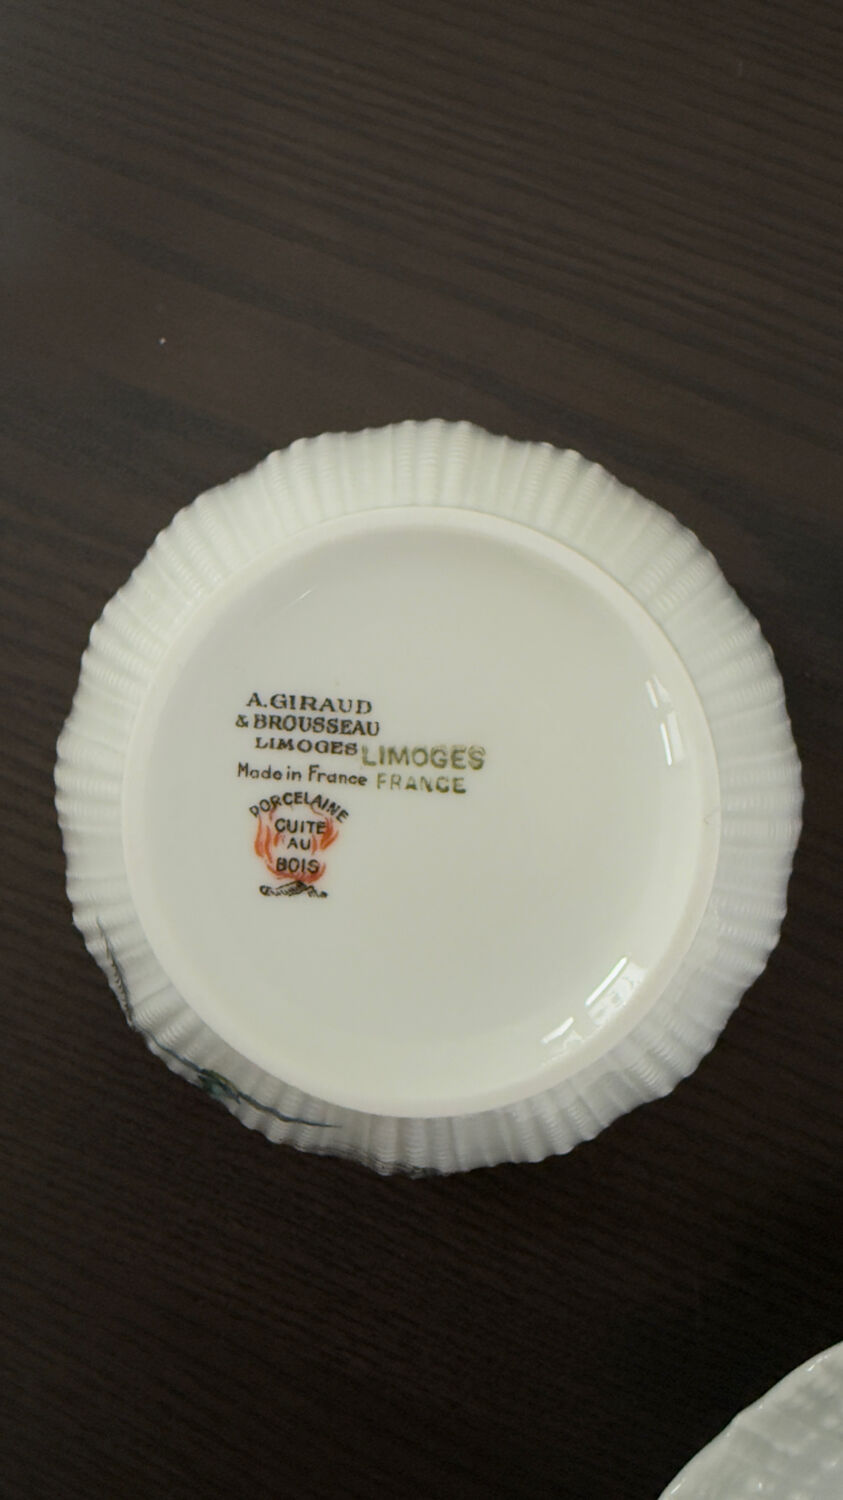 A.GIRAUD
& BROUSSEAU
LIMOGES
Made in France
LIMOGES
FRANCE
PORCELAINE
CUITE
AU
BOIS